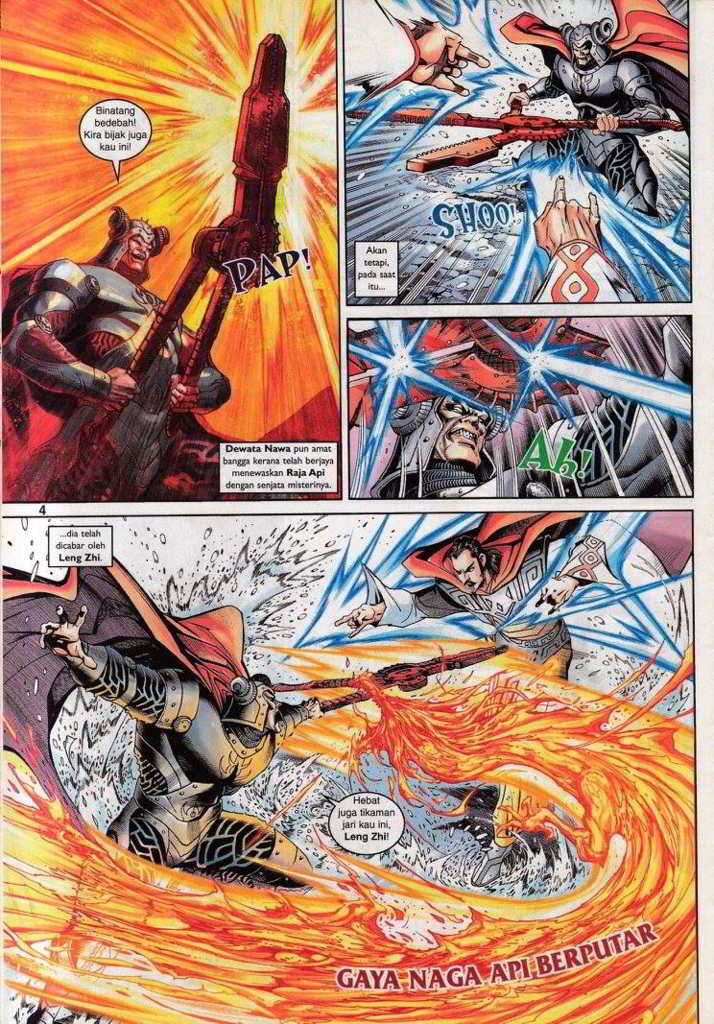 Binatang
bedebah!
Kira bijak juga
kau ini!
PAP!
Dewata Nawa pun amat
bangga kerana telah berjaya
menewaskan Raja Api
dengan senjata misterinya.
SHOO!
Akan
tetapi,
pada saat
itu...
Ah!
4
...dia telah
dicabar oleh
Leng Zhi.
Hebat
juga tikaman
jari kau ini,
Leng Zhi!
GAYA NAGA API BERPUTAR